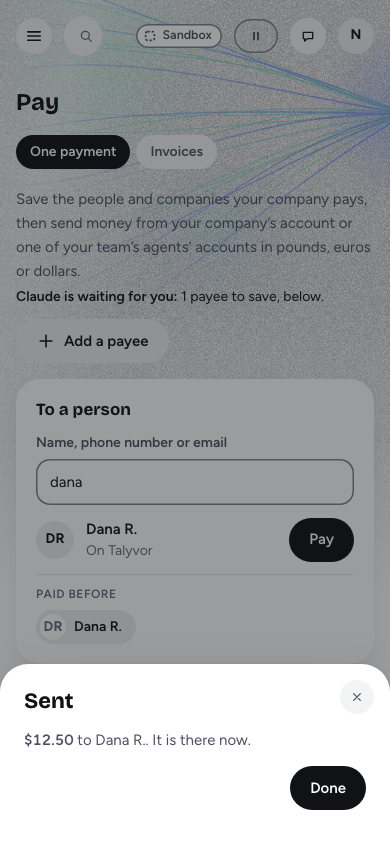 Sandbox
N
Pay
One payment
Invoices
Save the people and companies your company pays,
then send money from your company's account or
one of your team's agents' accounts in pounds, euros
or dollars.
Claude is waiting for you: 1 payee to save, below.
Add a payee
To a person
Name, phone number or email
dana
DR
Dana R.
On Talyvor
Pay
PAID BEFORE
DR
Dana R.
Sent
$12.50 to Dana R.. It is there now.
Done